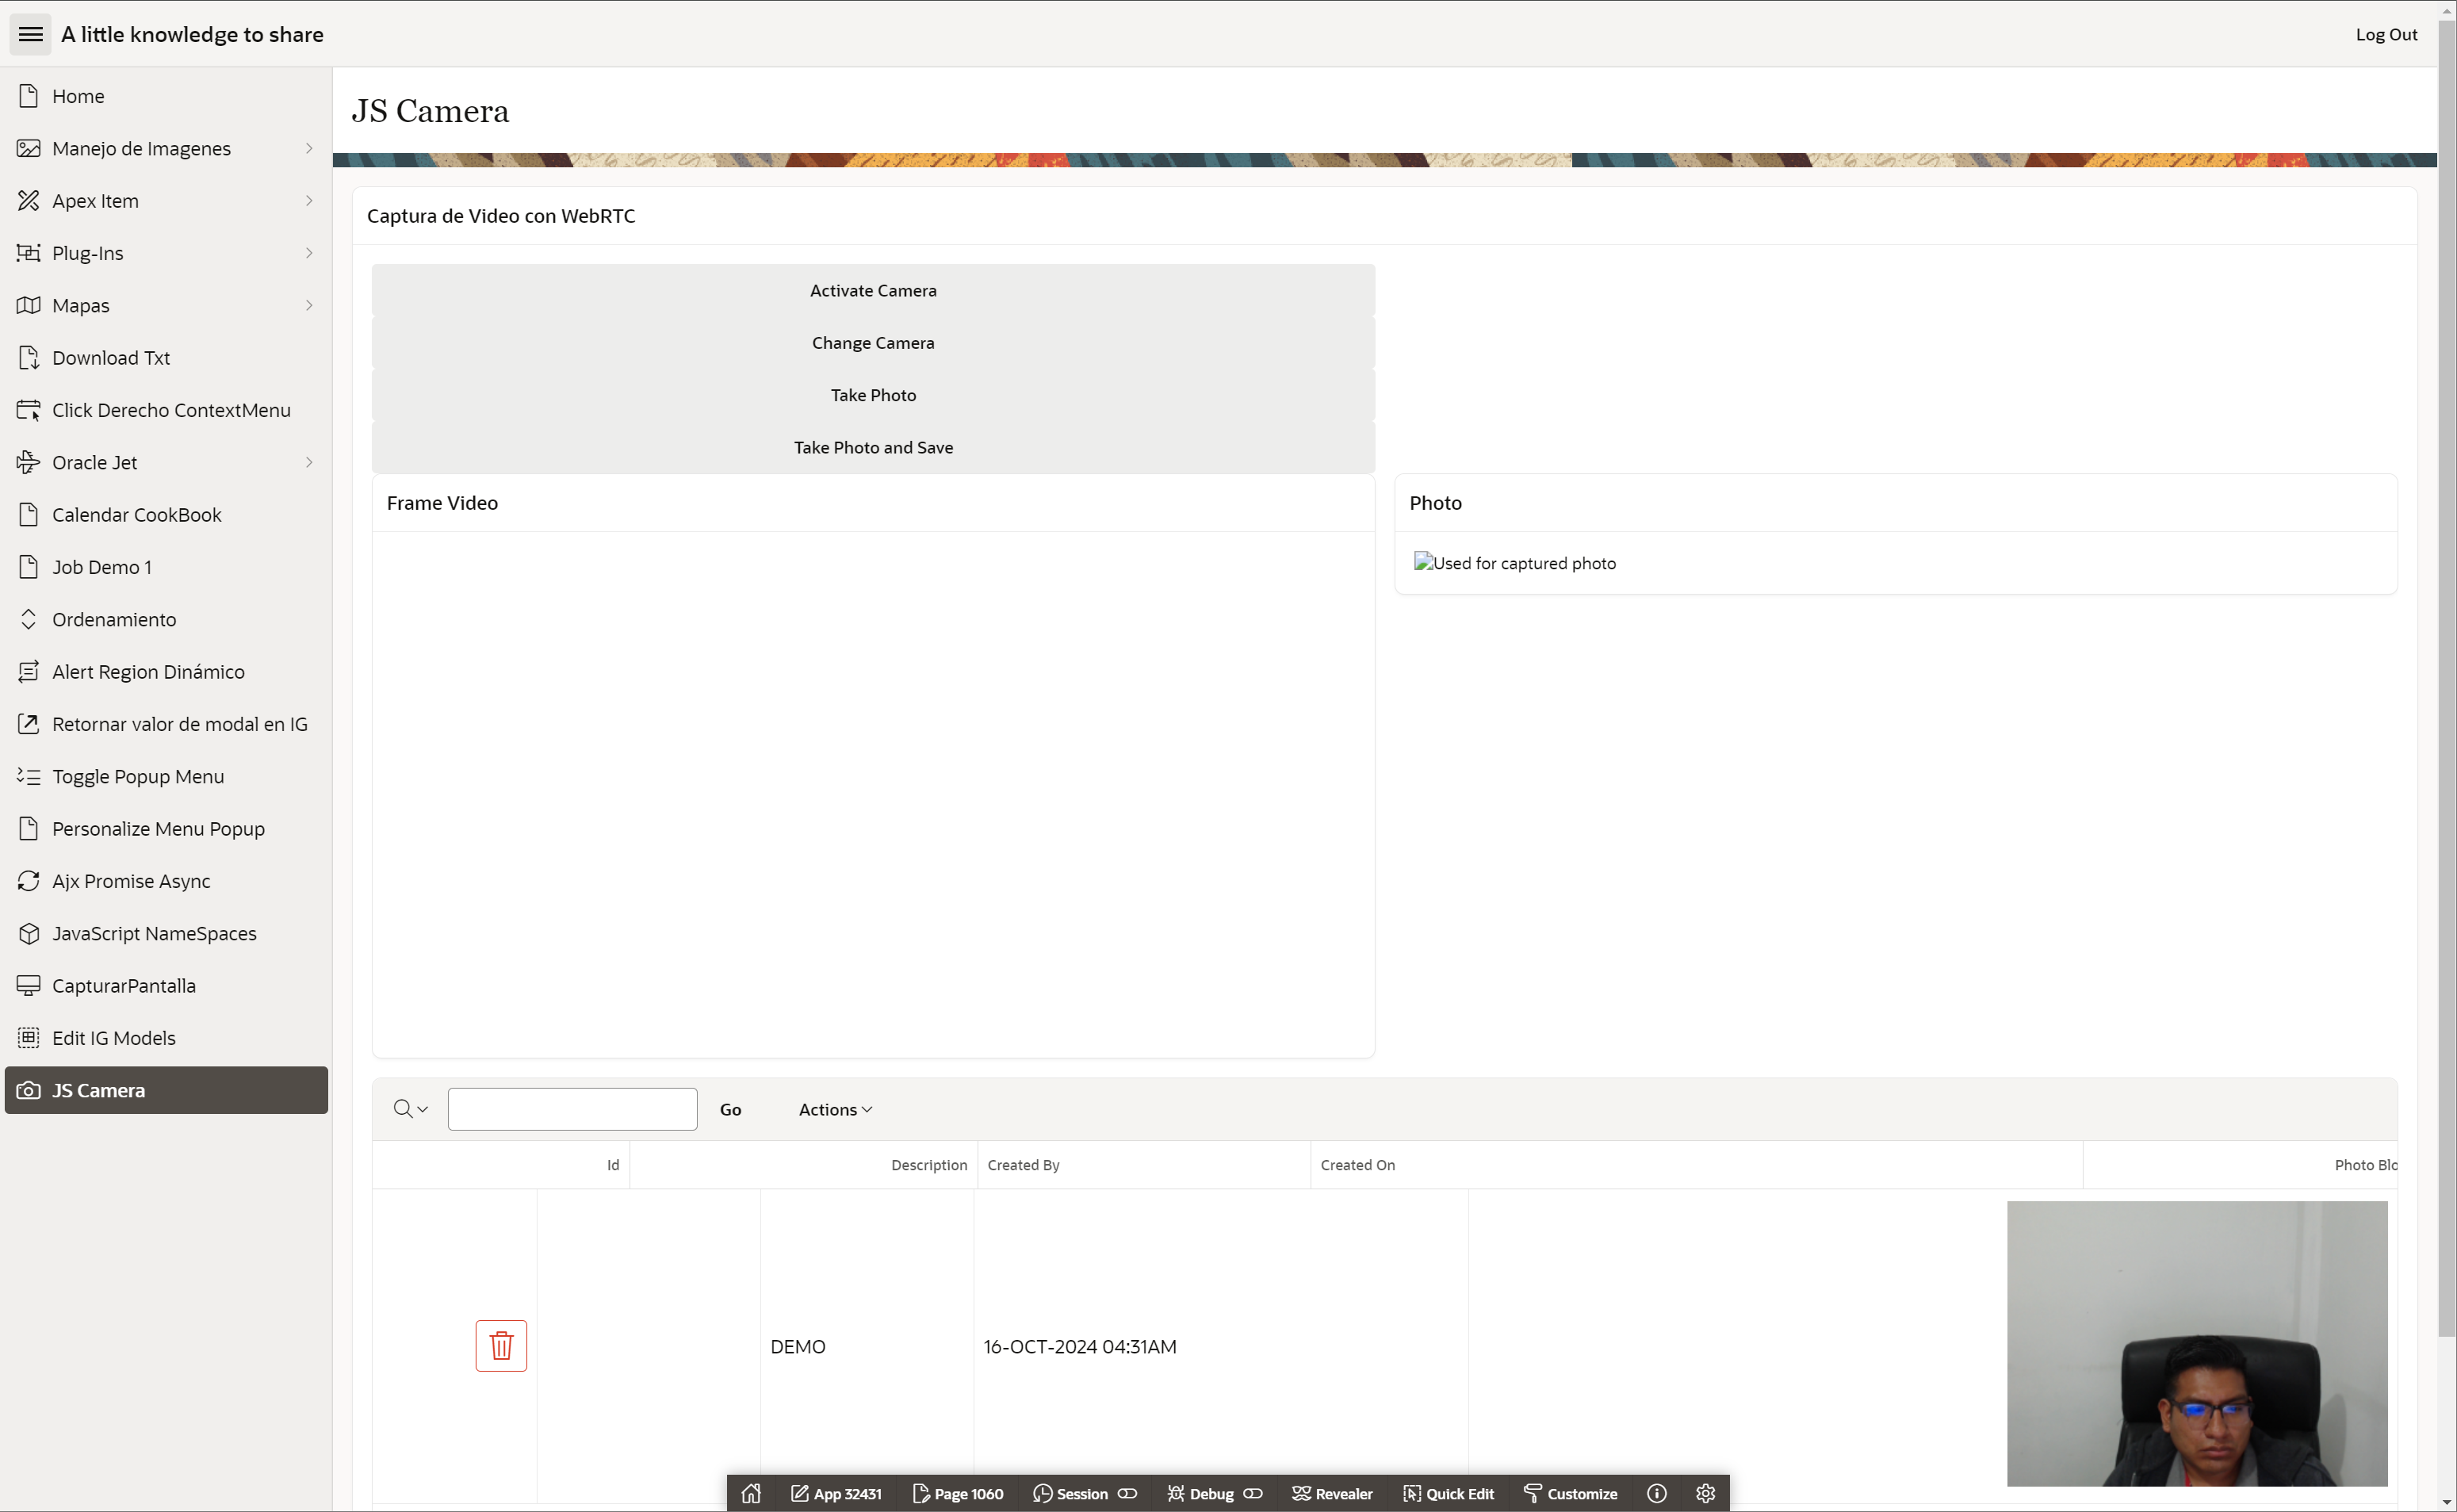 A little knowledge to share
Log Out
Home
Manejo de Imagenes
Apex Item
Plug-Ins
Mapas
Download Txt
Click Derecho ContextMenu
Oracle Jet
Calendar CookBook
Job Demo 1
Ordenamiento
Alert Region Dinámico
Retornar valor de modal en IG
Toggle Popup Menu
Personalize Menu Popup
Ajx Promise Async
JavaScript NameSpaces
CapturarPantalla
Edit IG Models
JS Camera
JS Camera
Captura de Video con WebRTC
Activate Camera
Change Camera
Take Photo
Take Photo and Save
Frame Video
Photo
Used for captured photo
Go Actions
Id Description Created By Created On Photo Blo
DEMO 16-OCT-2024 04:31AM
App 32431 Page 1060 Session Debug Revealer Quick Edit Customize